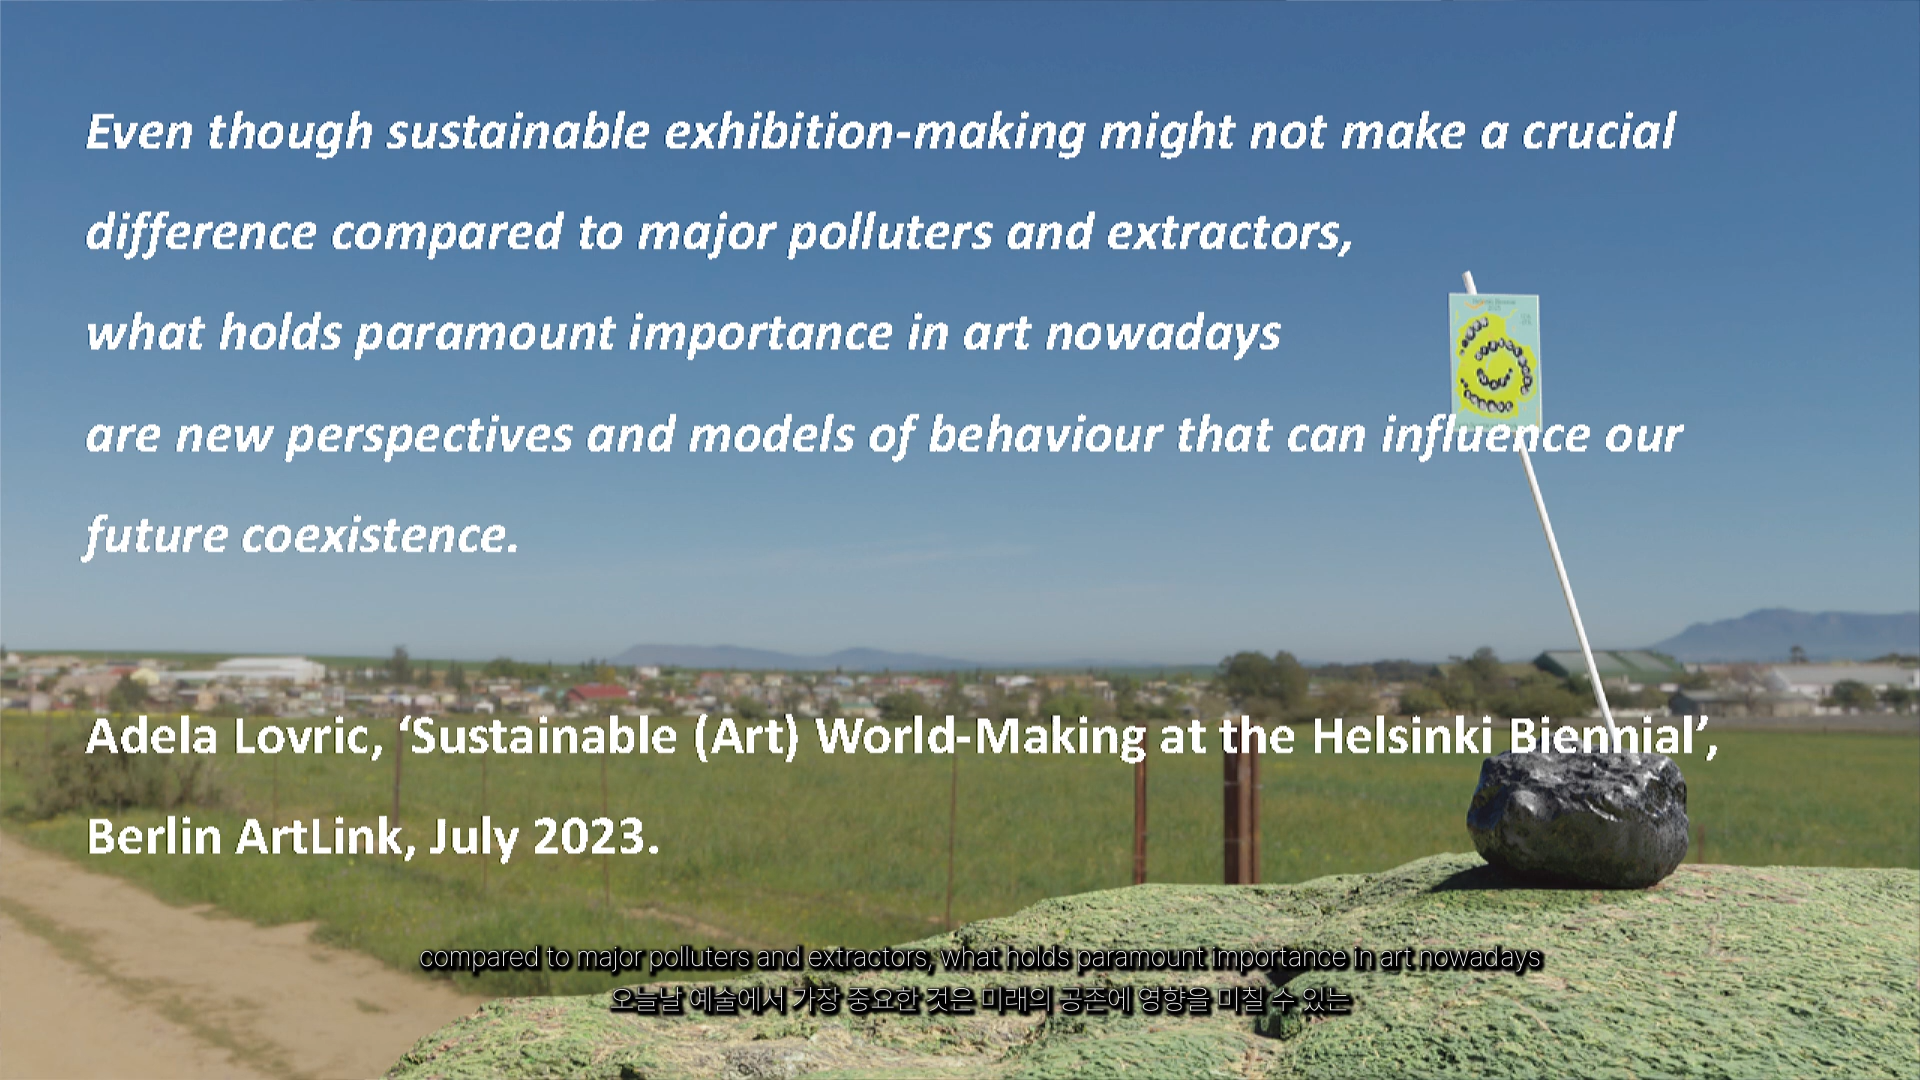 Even though sustainable exhibition-making might not make a crucial
difference compared to major polluters and extractors,
what holds paramount importance in art nowadays
are new perspectives and models of behaviour that can influence our
future coexistence.
Adela Lovric, ‘Sustainable (Art) World-Making at the Helsinki Biennial’,
Berlin ArtLink, July 2023.
compared to major polluters and extractors, what holds paramount importance in art nowadays
오늘날 예술에서 가장 중요한 것은 미래의 공존에 영향을 미칠 수 있는